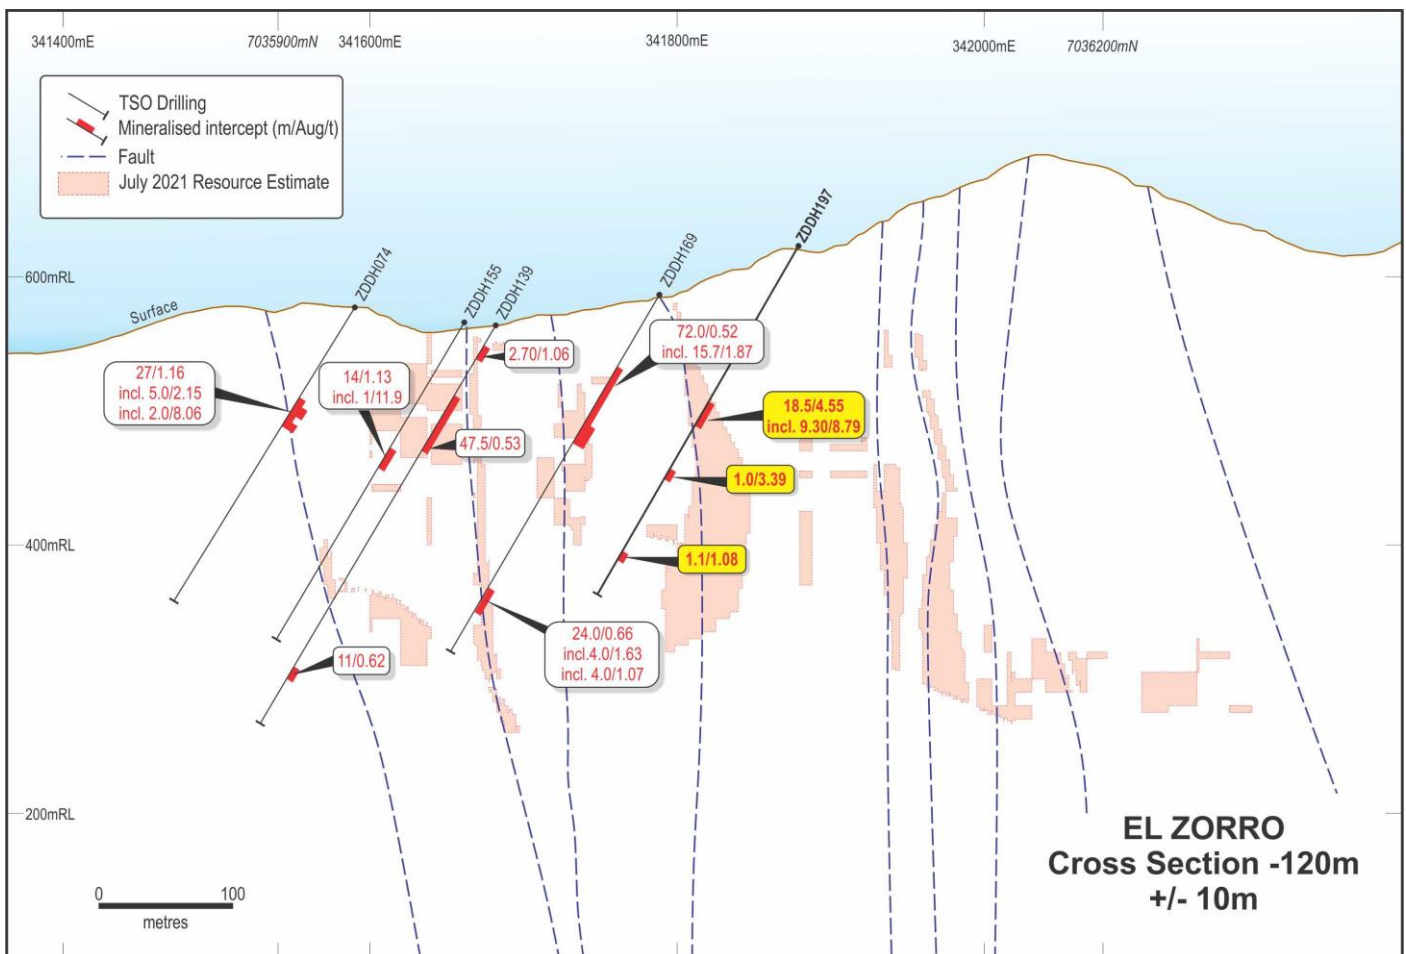 341400mE
7035900mN
341600mE
341800mE
342000mE
7036200mN
TSO Drilling
Mineralised intercept (m/Aug/t)
Fault
July 2021 Resource Estimate
600mRL
400mRL
200mRL
Surface
ZDDH074
ZDDH155
ZDDH139
ZDDH169
ZDDH197
27/1.16
incl. 5.0/2.15
incl. 2.0/8.06
14/1.13
incl. 1/11.9
2.70/1.06
47.5/0.53
72.0/0.52
incl. 15.7/1.87
18.5/4.55
incl. 9.30/8.79
1.0/3.39
1.1/1.08
24.0/0.66
incl.4.0/1.63
incl. 4.0/1.07
11/0.62
0 100
metres
EL ZORRO
Cross Section -120m
+/- 10m